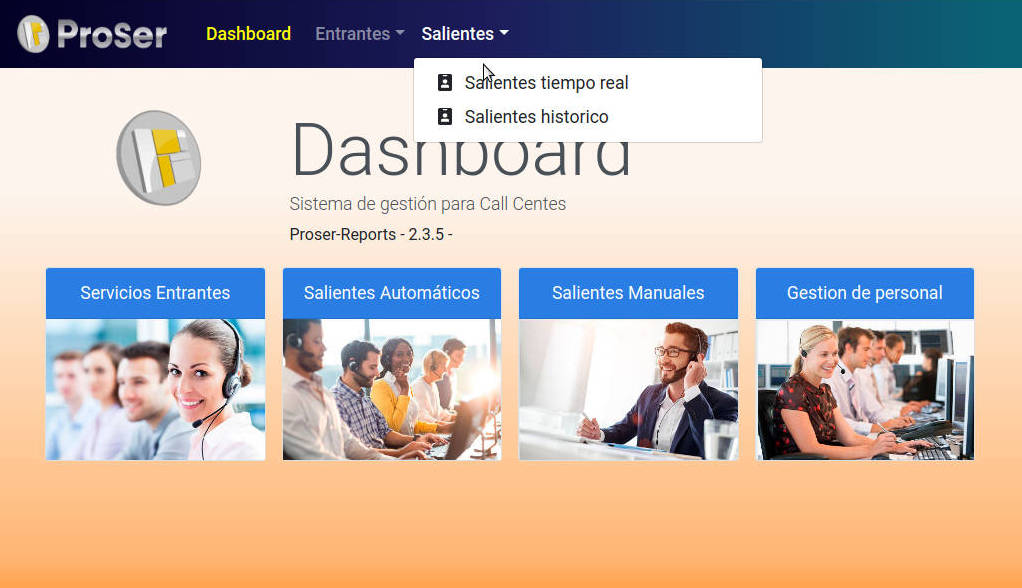 ProSer
Dashboard Entrantes Salientes
Salientes tiempo real
Salientes historico
Dashboard
Sistema de gestión para Call Centes
Proser-Reports - 2.3.5 -
Servicios Entrantes
Salientes Automáticos
Salientes Manuales
Gestion de personal